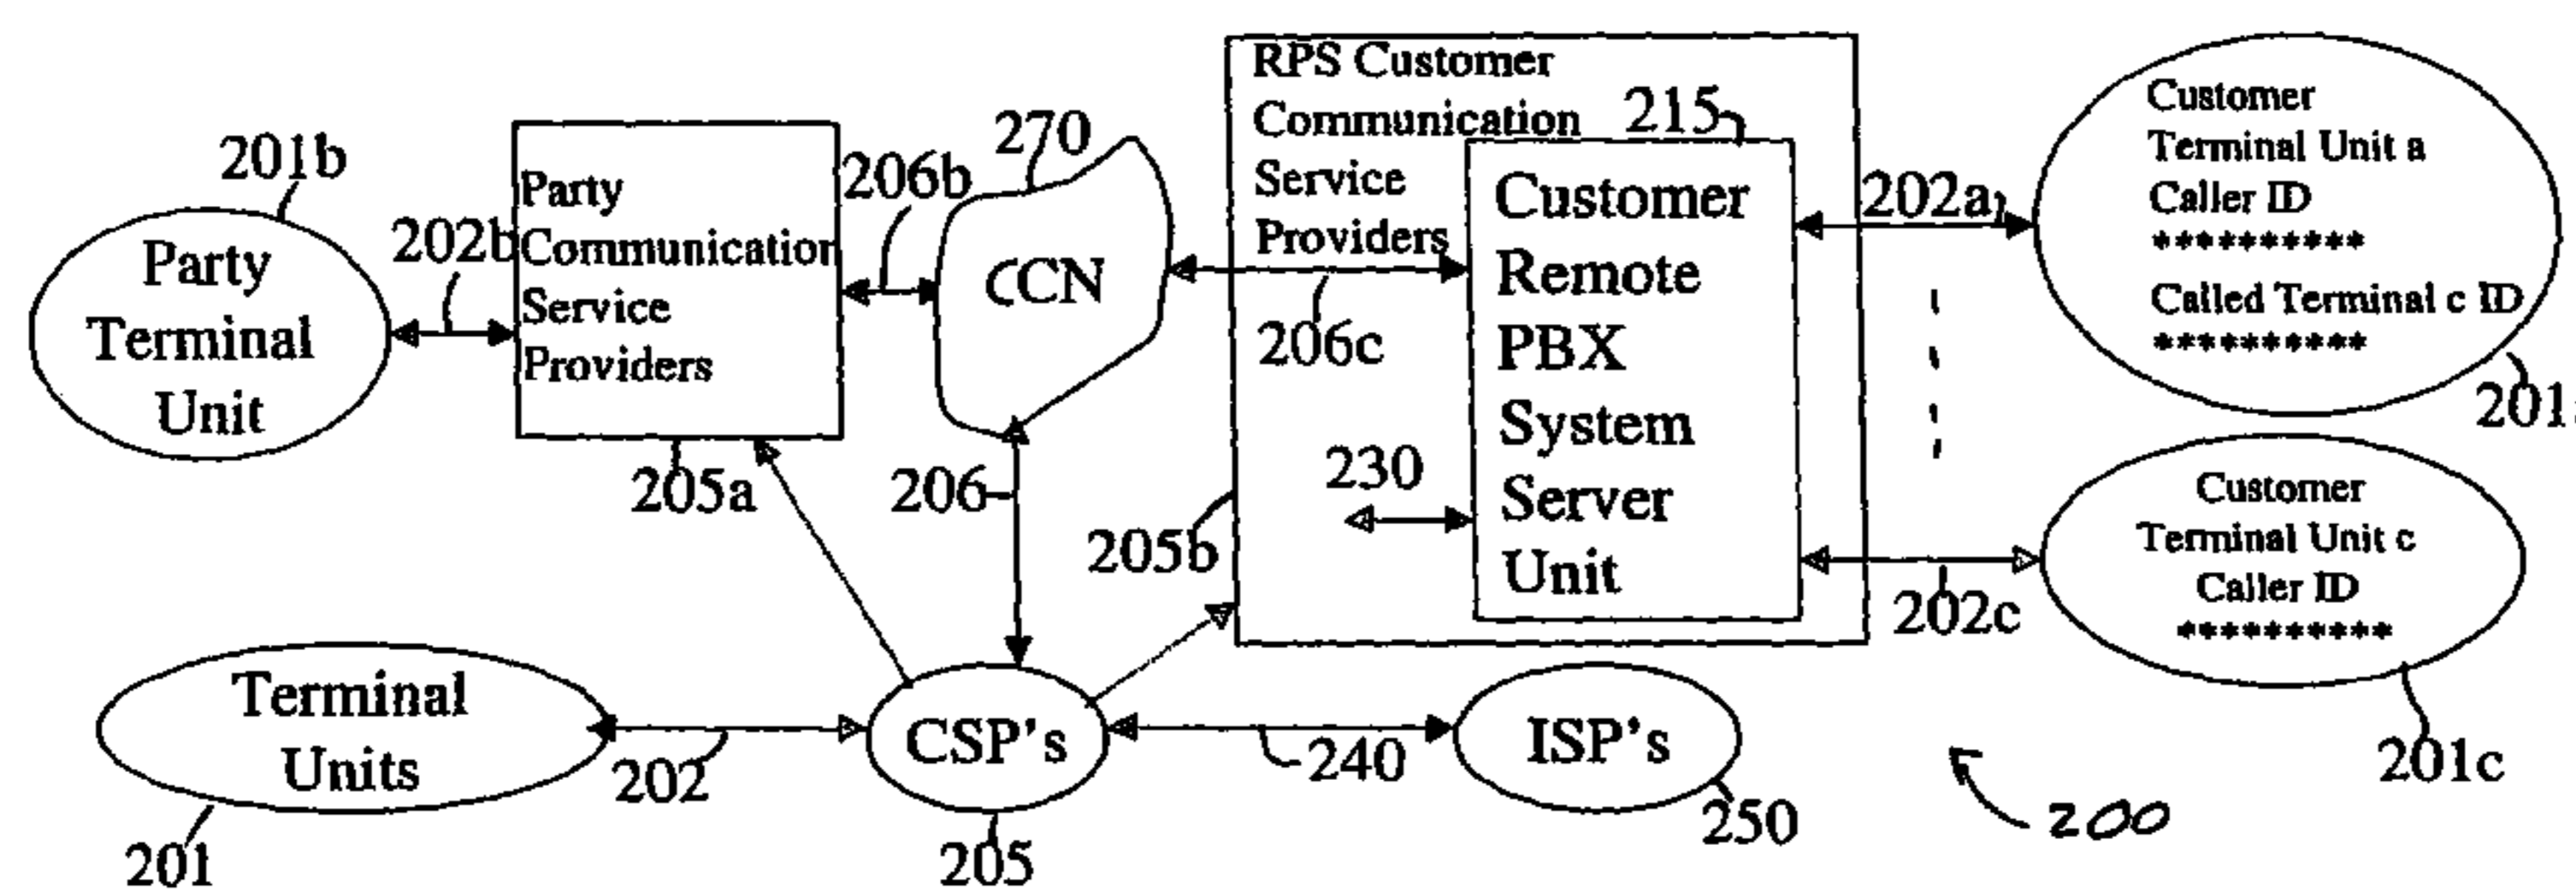 RPS Customer
Communication
Service
Providers
215
Customer
Remote
PBX
System
Server
Unit
Customer
Terminal Unit a
Caller ID
**********
Called Terminal c ID
**********
201b
Party
Terminal
Unit
202b
Party
Communication
Service
Providers
205a
206b
270
CCN
206c
206
230
205b
202a
201
202c
Customer
Terminal Unit c
Caller ID
**********
201c
Terminal
Units
201
202
CSP's
205
240
ISP's
250
200